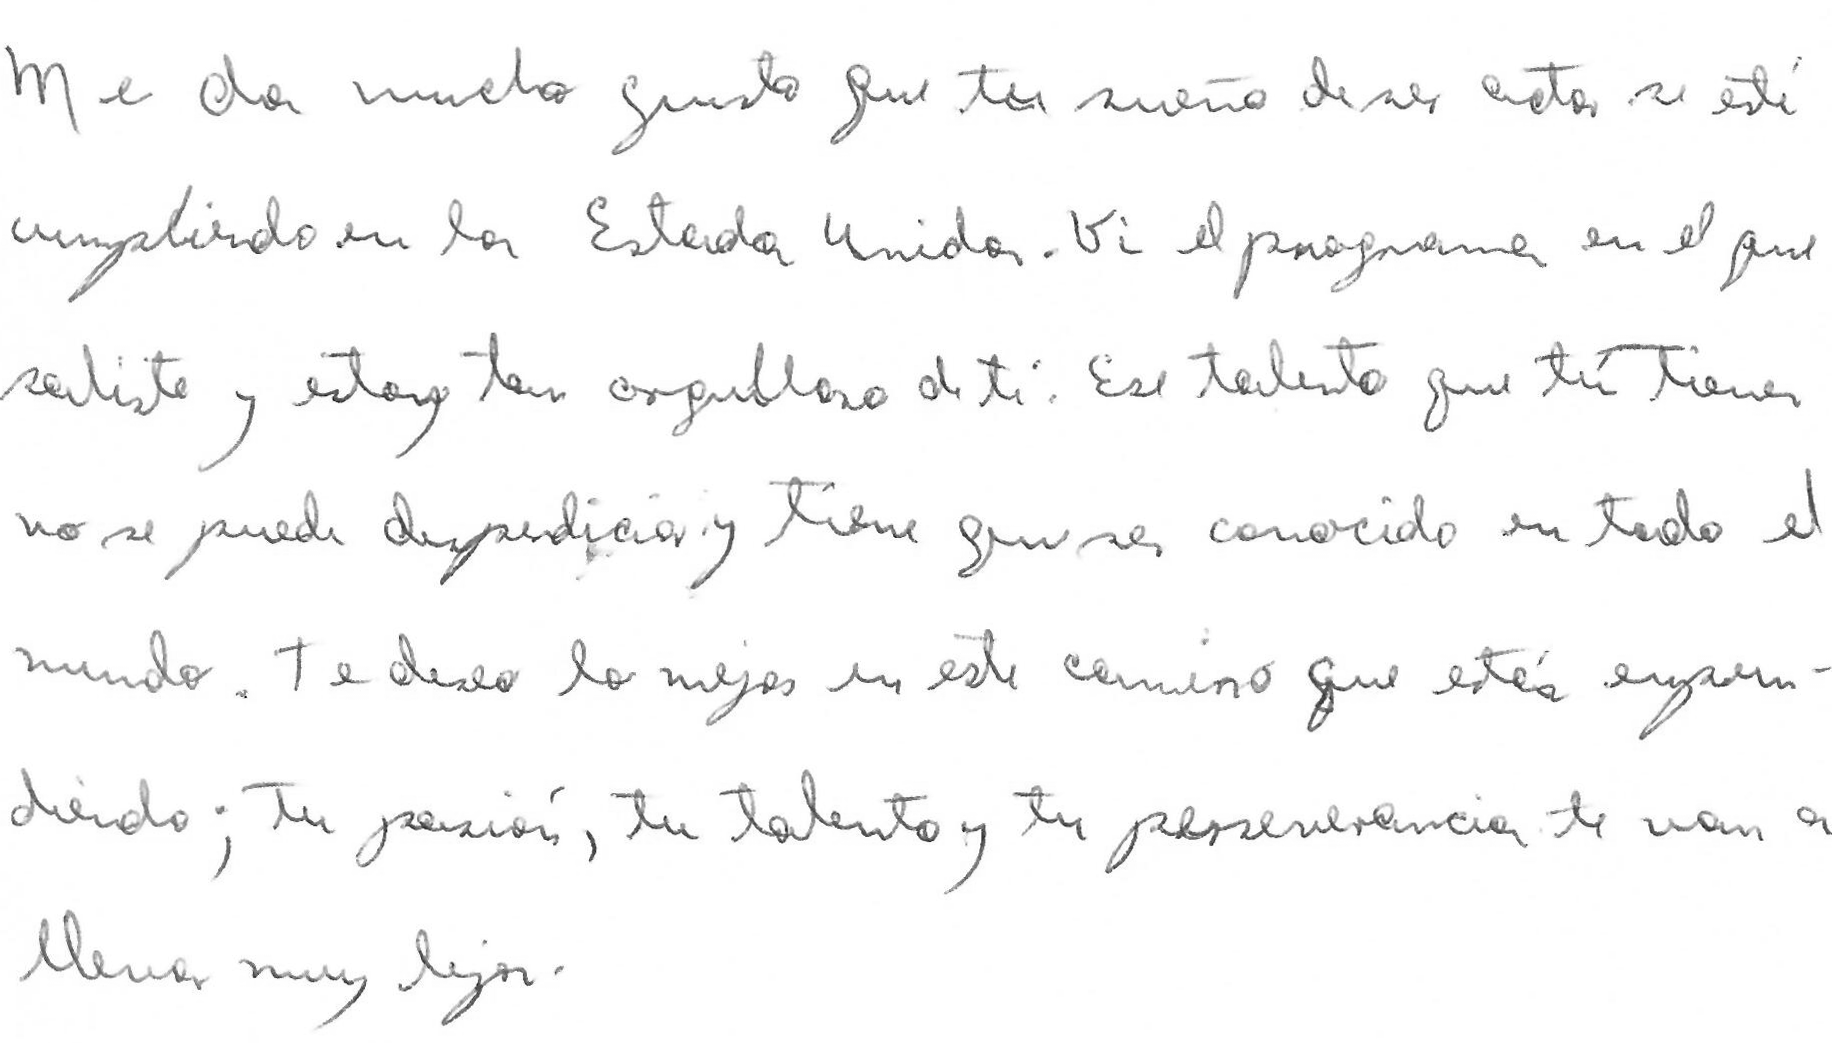 Me da mucho gusto que tu sueño de ser actor se esté
cumpliendo en los Estados Unidos. Vi el programa en el que
saliste y estoy tan orgulloso de ti. Ese talento que tú tienes
no se puede desperdiciar y tiene que ser conocido en todo el
mundo. Te deseo lo mejor en este camino que estás empren-
diendo; tu pasión, tu talento y tu perseverancia te van a
llevar muy lejos.